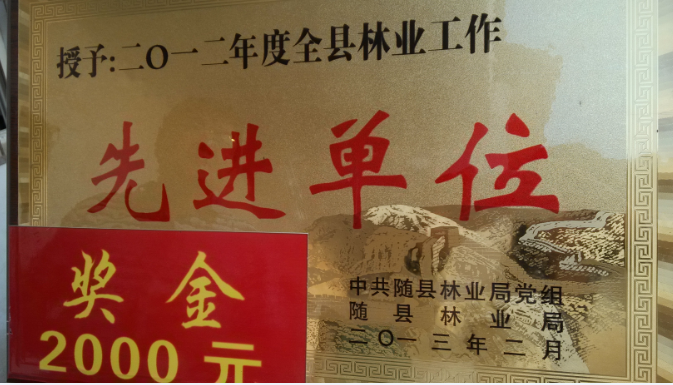 授予:二〇一二年度全县林业工作
先进单位
奖金
2000元
中共随县林业局党组
随县林业局
二〇一三年二月